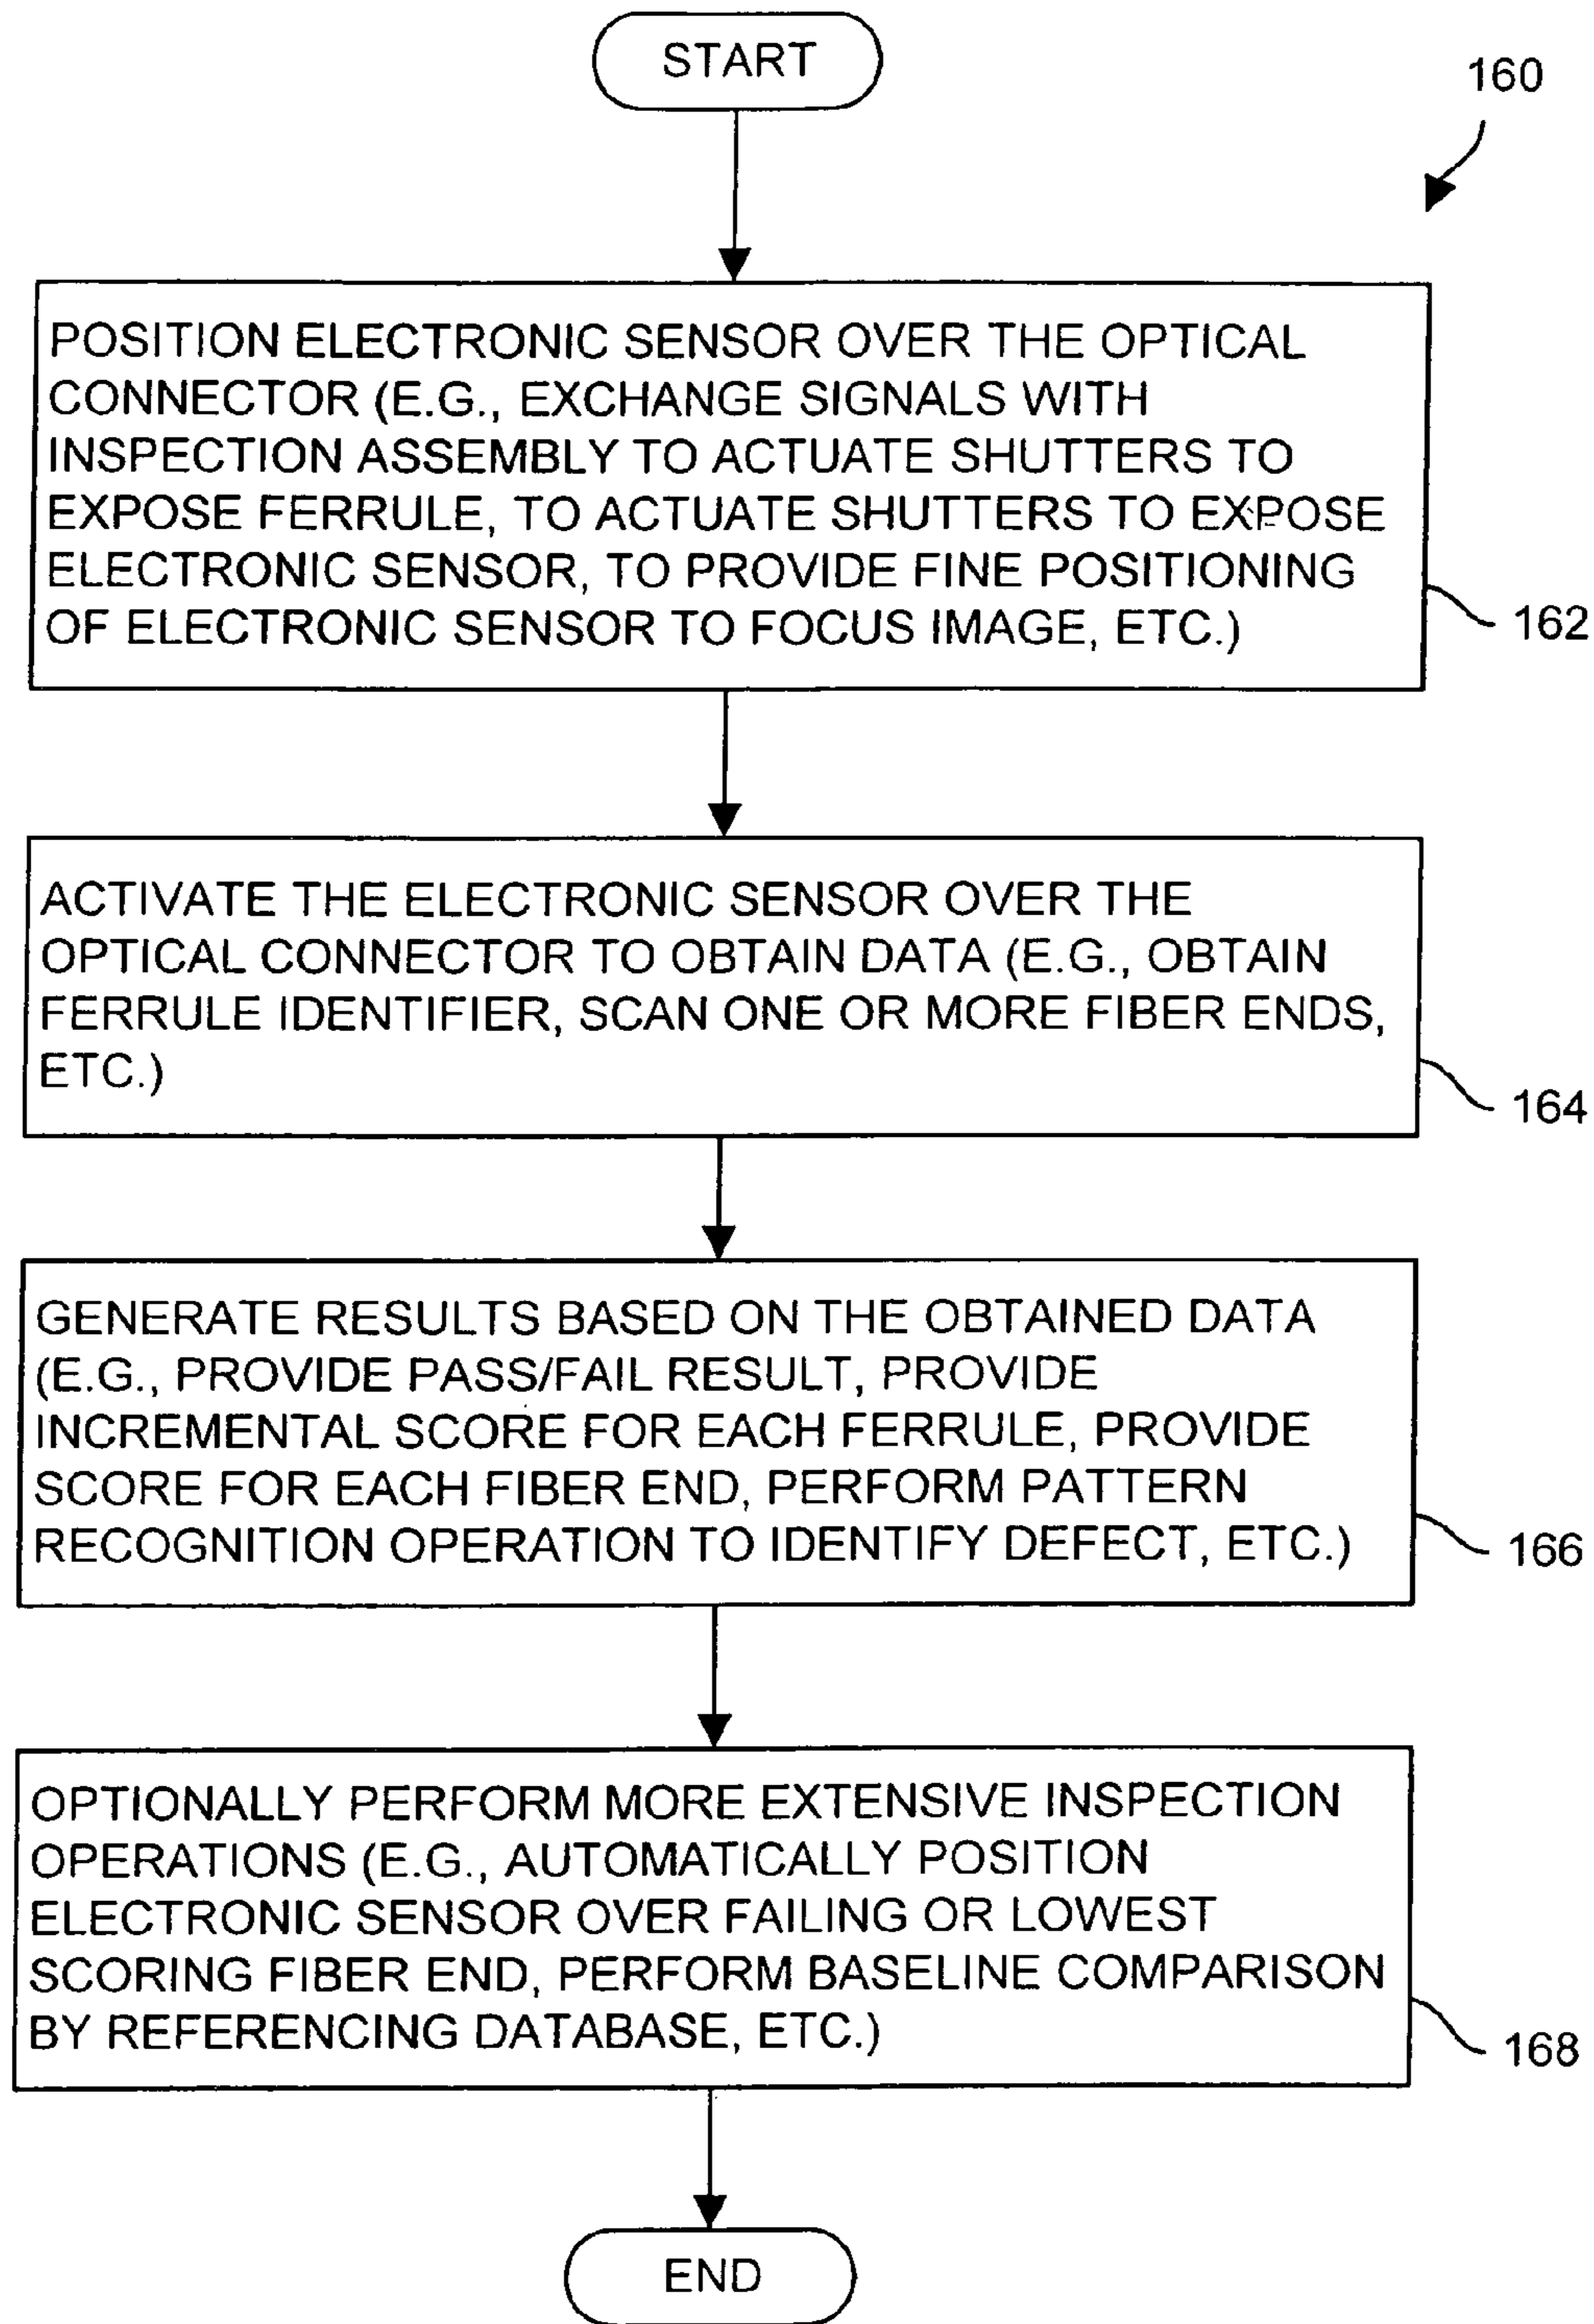 START
160
POSITION ELECTRONIC SENSOR OVER THE OPTICAL
CONNECTOR (E.G., EXCHANGE SIGNALS WITH
INSPECTION ASSEMBLY TO ACTUATE SHUTTERS TO
EXPOSE FERRULE, TO ACTUATE SHUTTERS TO EXPOSE
ELECTRONIC SENSOR, TO PROVIDE FINE POSITIONING
OF ELECTRONIC SENSOR TO FOCUS IMAGE, ETC.)
162
ACTIVATE THE ELECTRONIC SENSOR OVER THE
OPTICAL CONNECTOR TO OBTAIN DATA (E.G., OBTAIN
FERRULE IDENTIFIER, SCAN ONE OR MORE FIBER ENDS,
ETC.)
164
GENERATE RESULTS BASED ON THE OBTAINED DATA
(E.G., PROVIDE PASS/FAIL RESULT, PROVIDE
INCREMENTAL SCORE FOR EACH FERRULE, PROVIDE
SCORE FOR EACH FIBER END, PERFORM PATTERN
RECOGNITION OPERATION TO IDENTIFY DEFECT, ETC.)
166
OPTIONALLY PERFORM MORE EXTENSIVE INSPECTION
OPERATIONS (E.G., AUTOMATICALLY POSITION
ELECTRONIC SENSOR OVER FAILING OR LOWEST
SCORING FIBER END, PERFORM BASELINE COMPARISON
BY REFERENCING DATABASE, ETC.)
168
END